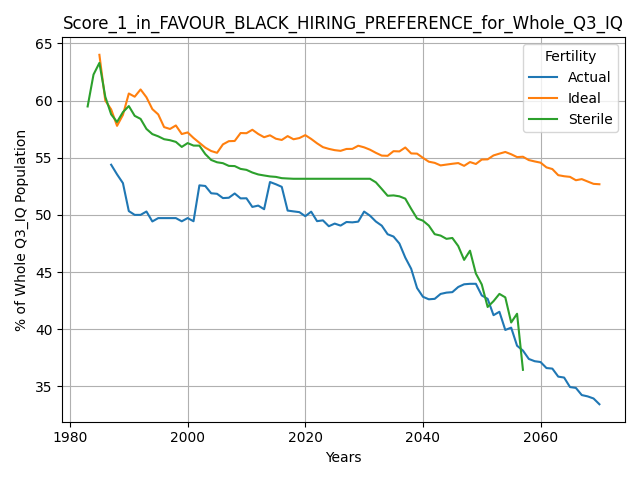 Score_1_in_FAVOUR_BLACK_HIRING_PREFERENCE_for_Whole_Q3_IQ
65
60
55
50
45
40
35
% of Whole Q3_IQ Population
1980
2000
2020
2040
2060
Years
Fertility
Actual
Ideal
Sterile